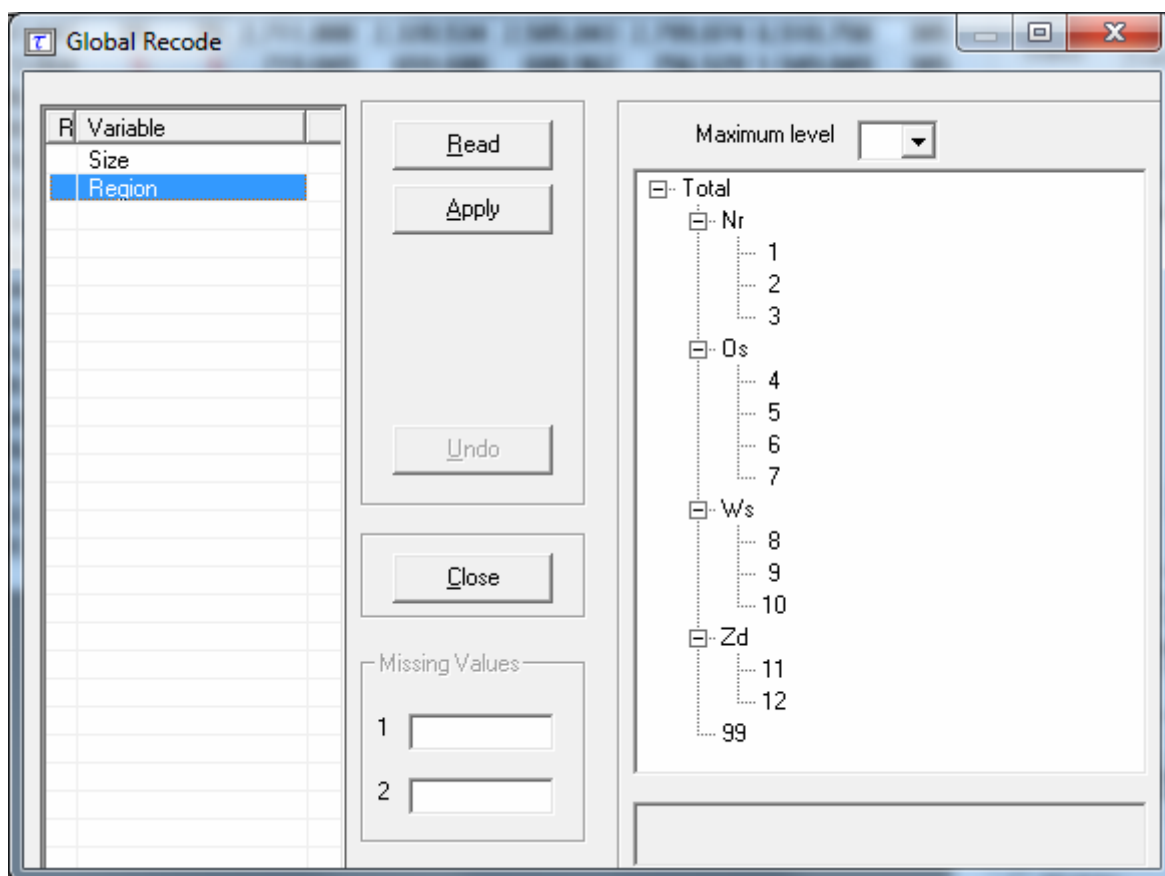 τ Global Recode
R Variable
Size
Region
Read
Apply
Undo
Close
Missing Values
1
2
Maximum level
Total
Nr
1
2
3
Os
4
5
6
7
Ws
8
9
10
Zd
11
12
99